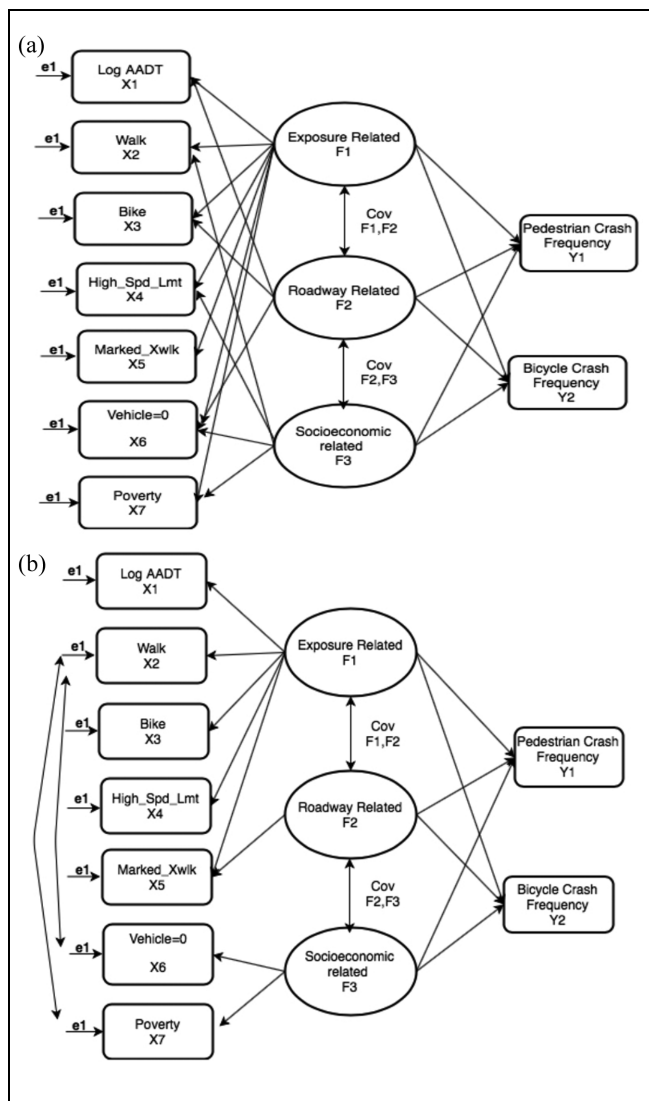 (a)
e1
Log AADT
X1
e1
Walk
X2
e1
Bike
X3
e1
High_Spd_Lmt
X4
e1
Marked_Xwlk
X5
e1
Vehicle=0
X6
e1
Poverty
X7
Exposure Related
F1
Cov
F1,F2
Roadway Related
F2
Cov
F2,F3
Socioeconomic
related
F3
Pedestrian Crash
Frequency
Y1
Bicycle Crash
Frequency
Y2
(b)
e1
Log AADT
X1
e1
Walk
X2
e1
Bike
X3
e1
High_Spd_Lmt
X4
e1
Marked_Xwlk
X5
e1
Vehicle=0
X6
e1
Poverty
X7
Exposure Related
F1
Cov
F1,F2
Roadway Related
F2
Cov
F2,F3
Socioeconomic
related
F3
Pedestrian Crash
Frequency
Y1
Bicycle Crash
Frequency
Y2